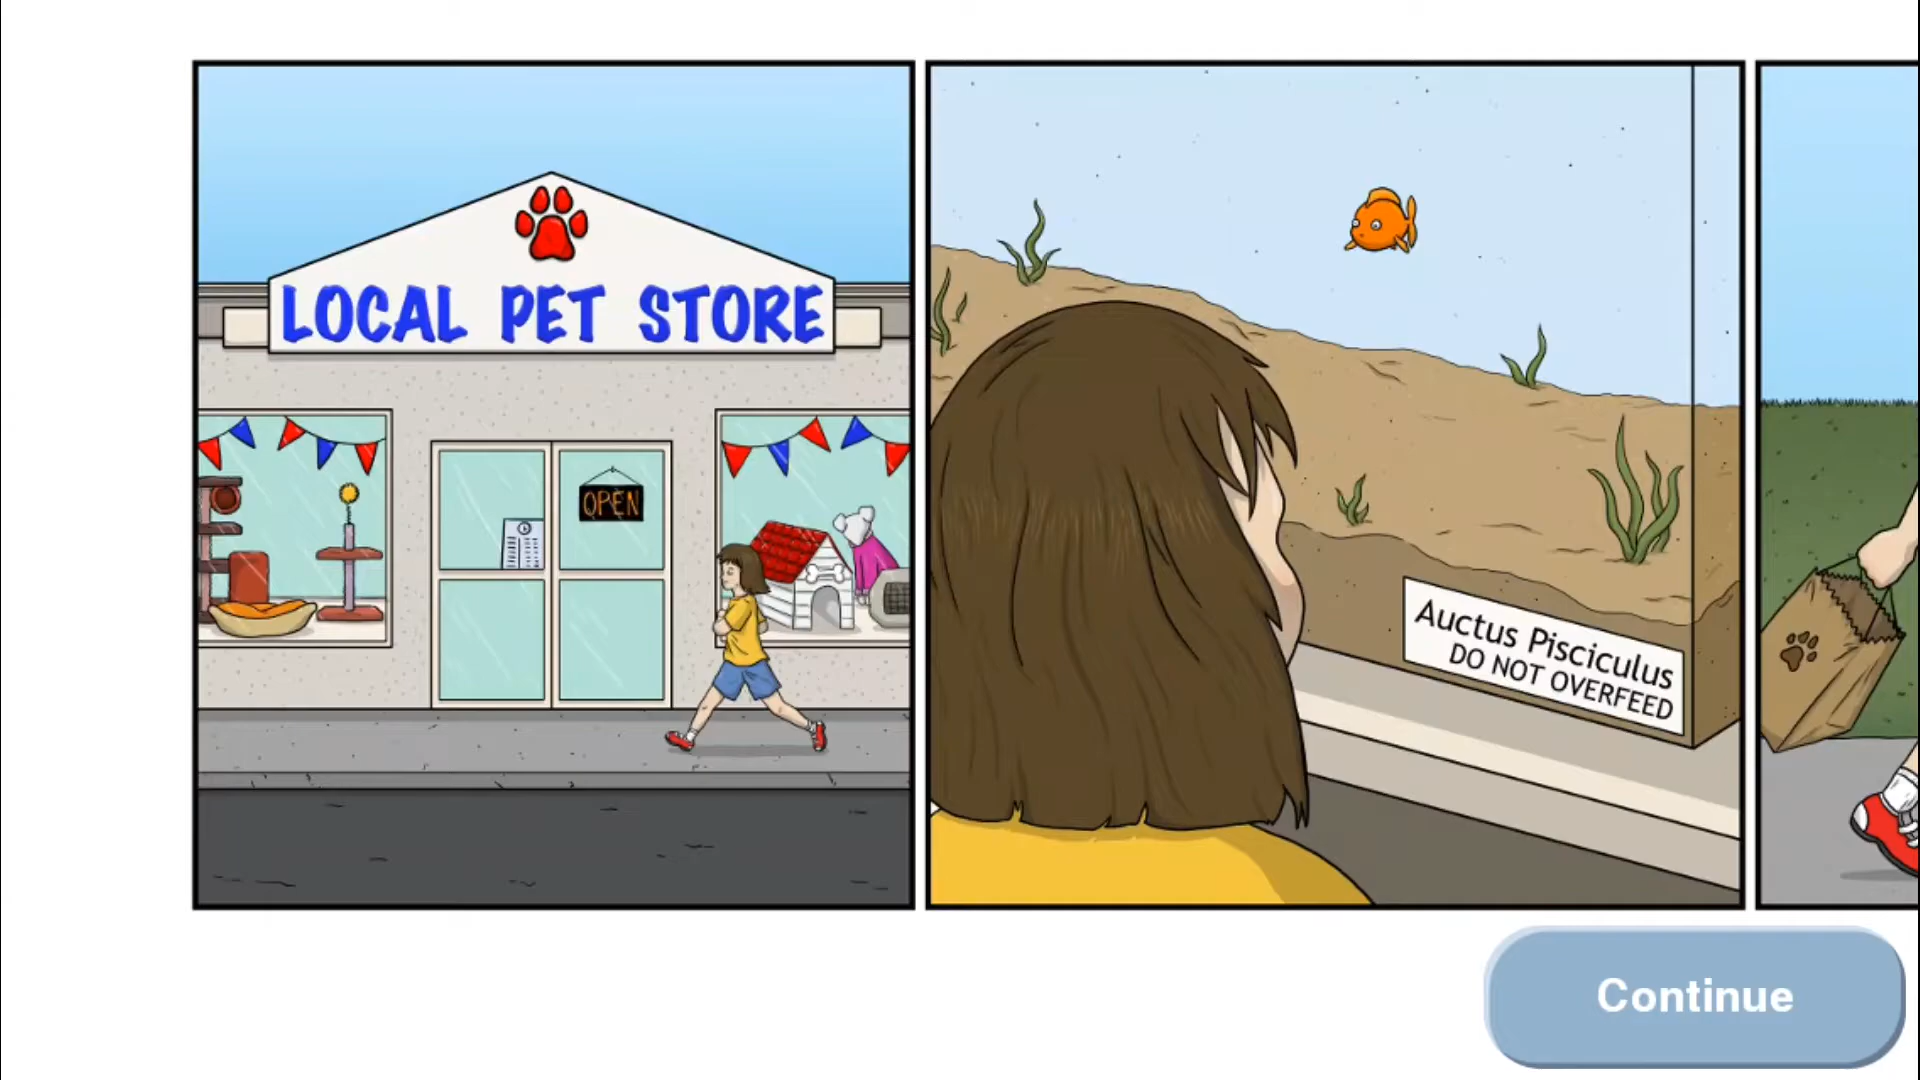 LOCAL PET STORE
OPEN
Auctus Pisciculus
DO NOT OVERFEED
Continue